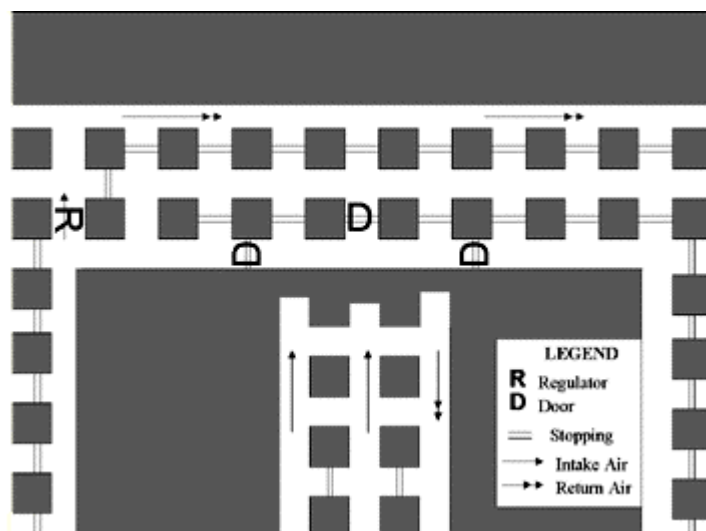 D
R
D
D
LEGEND
R Regulator
D Door
Stopping
Intake Air
Return Air